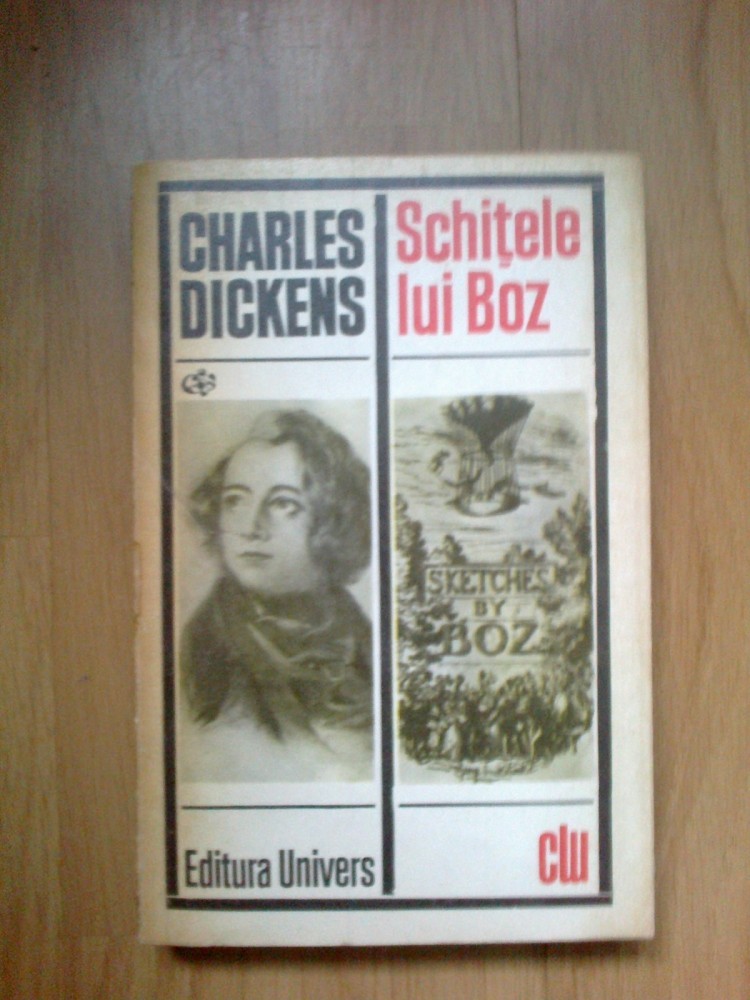 CHARLES
DICKENS
Schițele
lui Boz
SKETCHES
BY
BOZ
Editura Univers
clu